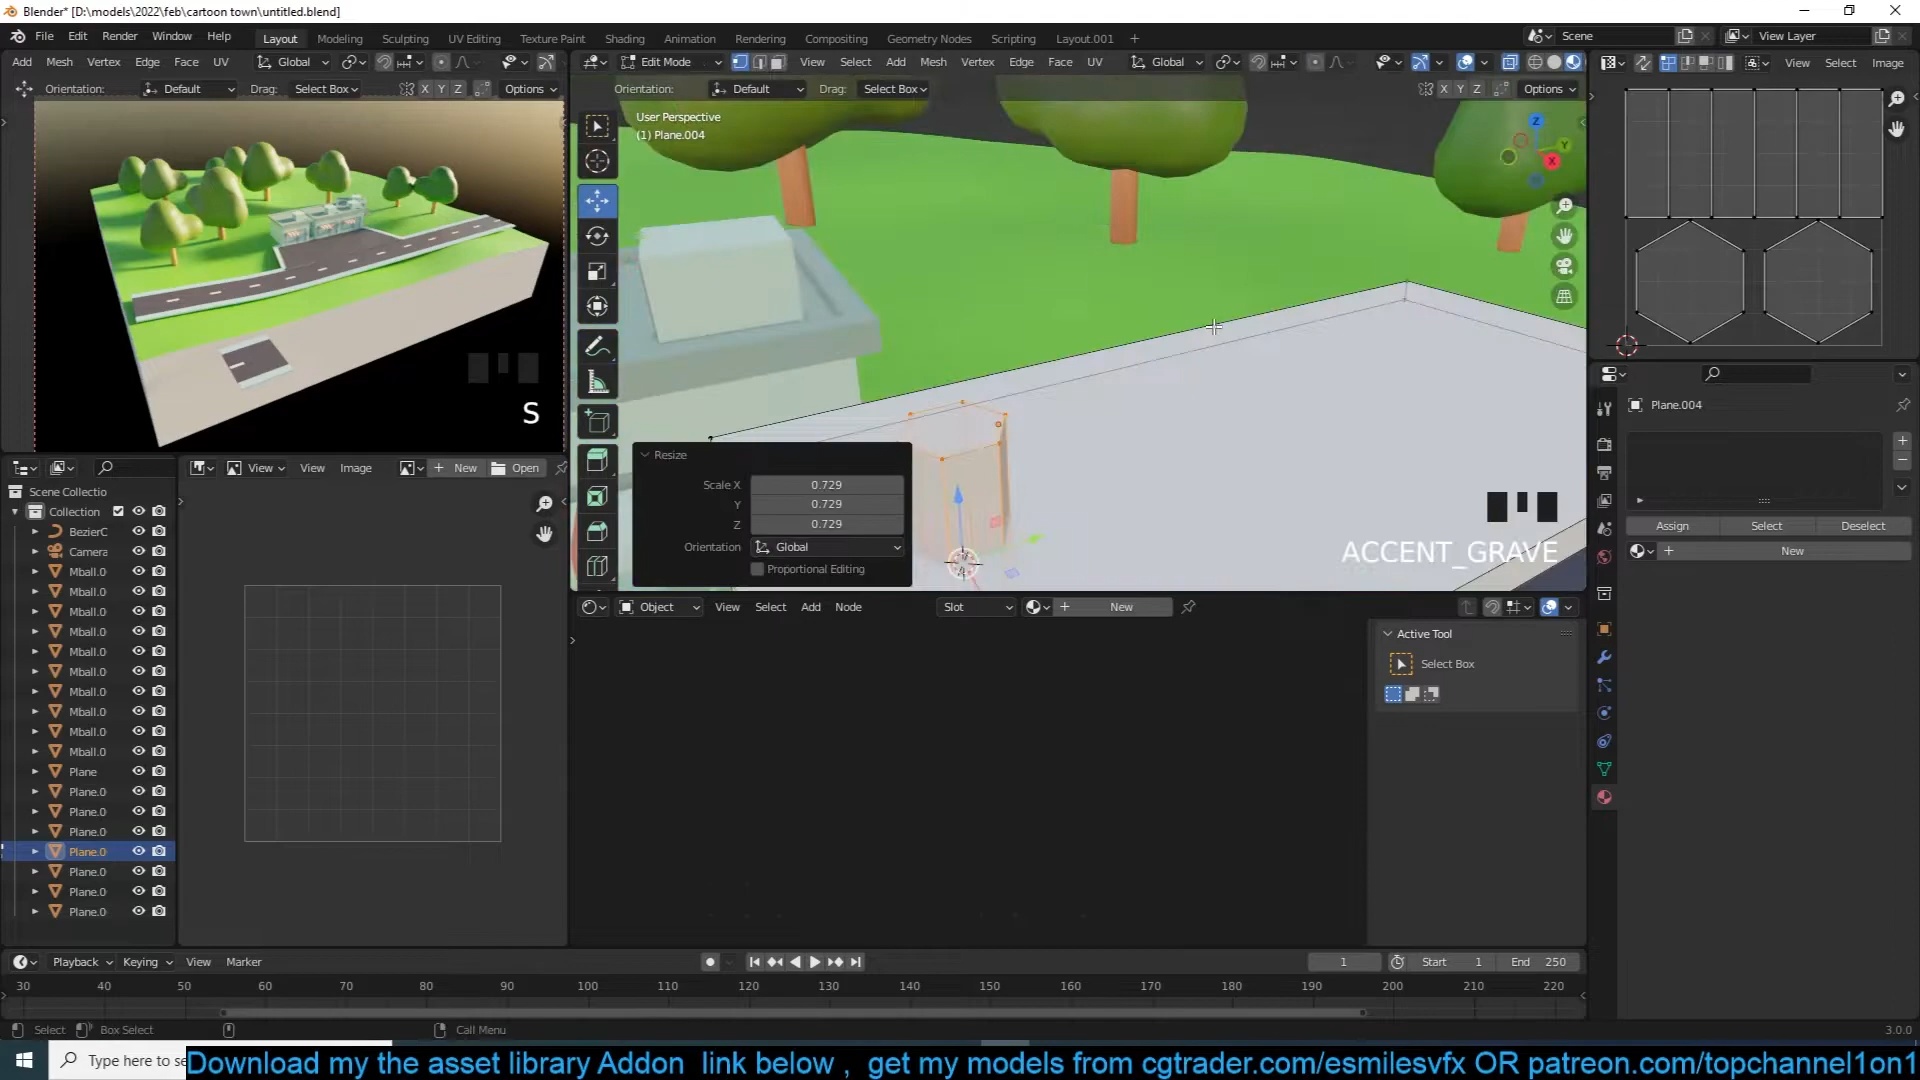 Blender* [D:\models\2022\feb\cartoon town\untitled.blend]
File Edit Render Window Help
Layout Modeling Sculpting UV Editing Texture Paint Shading Animation Rendering Compositing Geometry Nodes Scripting Layout.001 +
Scene View Layer
Add Mesh Vertex Edge Face UV Global
Edit Mode View Select Add Mesh Vertex Edge Face UV Global
View Select Image
Orientation: Default Drag: Select Box X Y Z Options
Orientation: Default Drag: Select Box X Y Z Options
User Perspective
(1) Plane.004
Z
Y
X
S
Resize
Scale X 0.729
Y 0.729
Z 0.729
Orientation Global
Proportional Editing
ACCENT_GRAVE
Plane.004
Assign Select Deselect
New
View View Image New Open
Scene Collectio
Collection
BezierC
Camera
Mball.0
Mball.0
Mball.0
Mball.0
Mball.0
Mball.0
Mball.0
Mball.0
Mball.0
Mball.0
Plane
Plane.0
Plane.0
Plane.0
Plane.0
Plane.0
Plane.0
Plane.0
Object View Select Add Node Slot New
Active Tool
Select Box
Playback Keying View Marker
1 Start 1 End 250
30 40 50 60 70 80 90 100 110 120 130 140 150 160 170 180 190 200 210 220
Select Box Select Call Menu 3.0.0
Type here to se
Download my the asset library Addon link below , get my models from cgtrader.com/esmilesvfx OR patreon.com/topchannel1on1